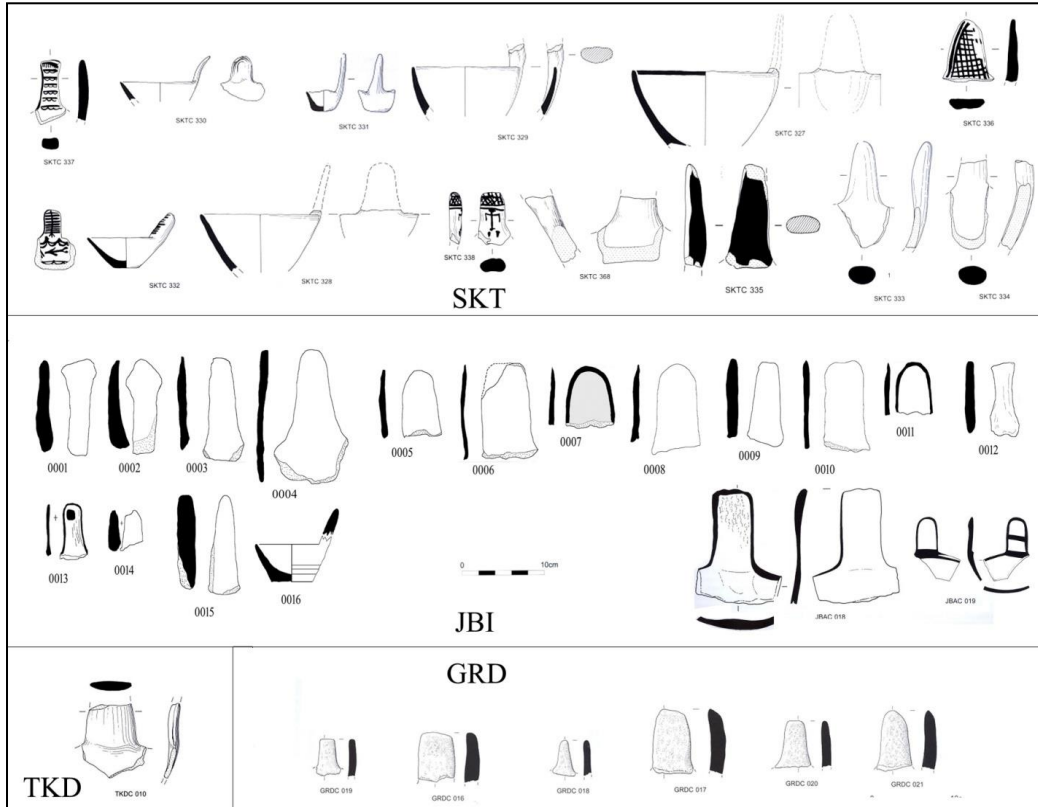 SKTC 337
SKTC 330
SKTC 331
SKTC 329
SKTC 327
SKTC 336
SKTC 332
SKTC 328
SKTC 338
SKTC 368
SKTC 335
SKTC 333
1
SKTC 334
SKT
0001
0002
0003
0004
0005
0006
0007
0008
0009
0010
0011
0012
0013
0014
0015
0016
0 10cm
JBAC 018
JBAC 019
JBI
GRD
TKD
TKDC 010
GRDC 019
GRDC 016
GRDC 018
GRDC 017
GRDC 020
GRDC 021